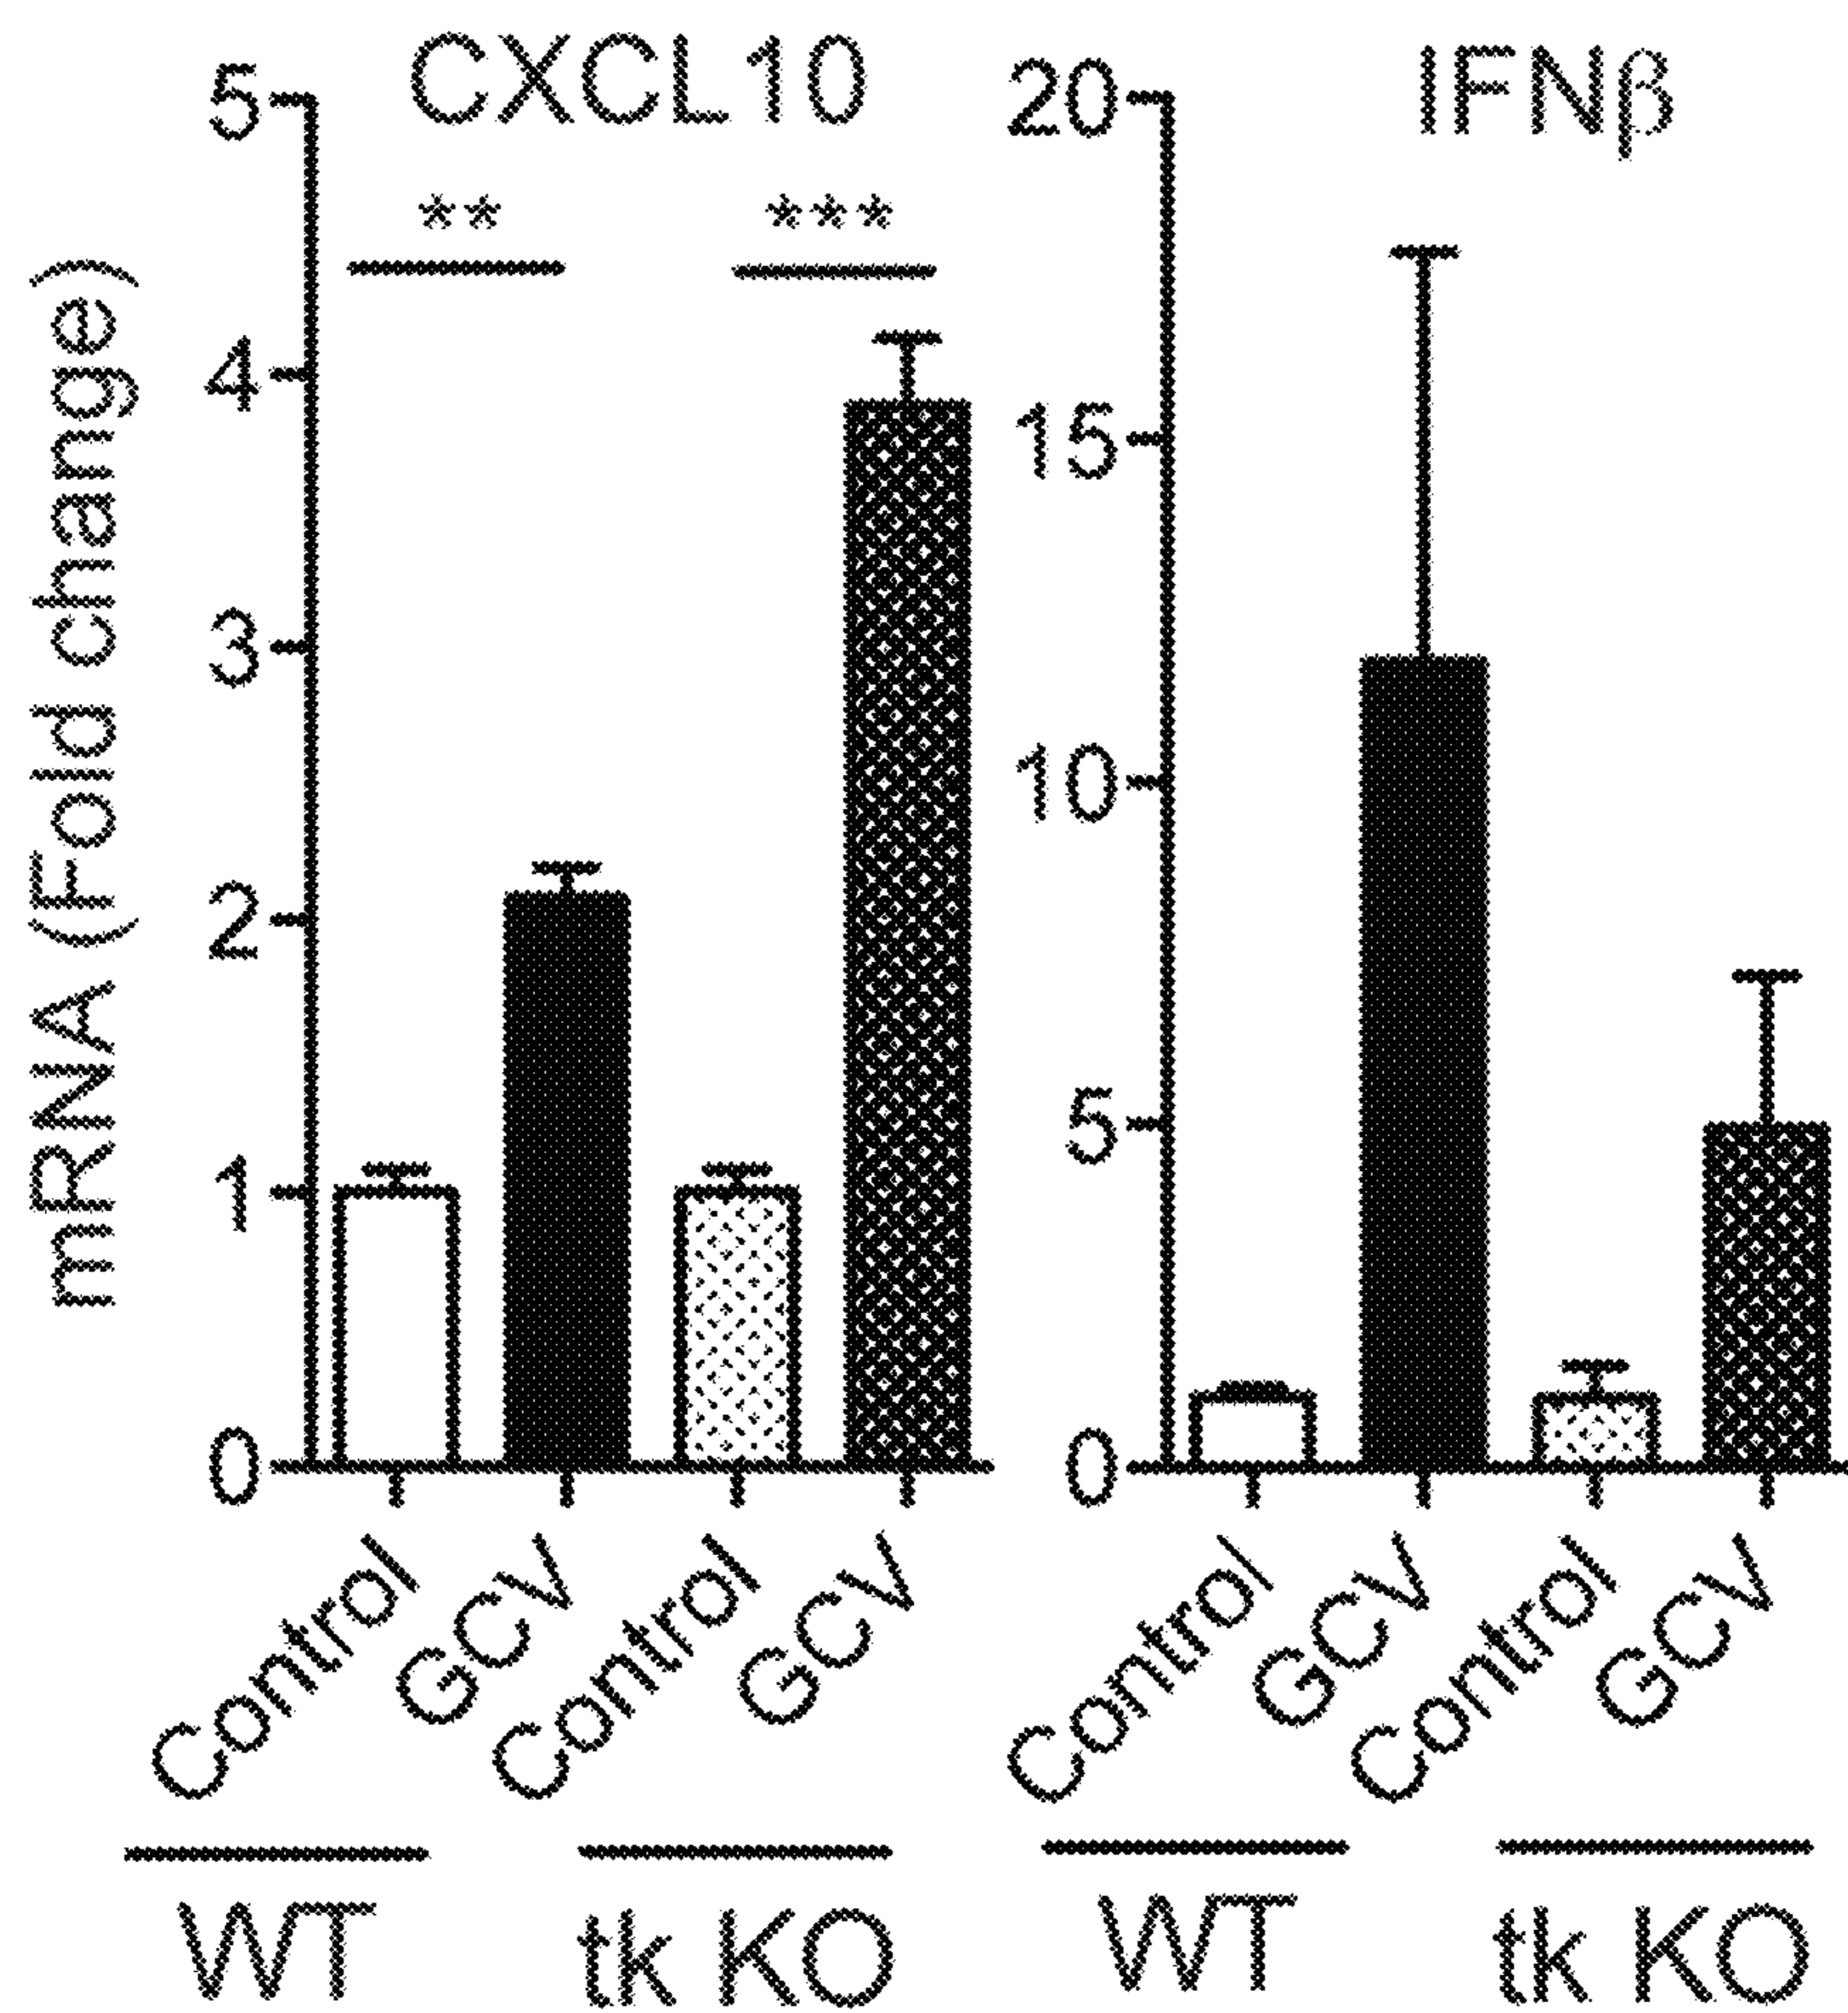 CXCL10
mRNA (Fold change)
5
4
3
2
1
0
**
***
Control
GCV
Control
GCV
WT
tk KO
IFNβ
20
15
10
5
0
Control
GCV
Control
GCV
WT
tk KO